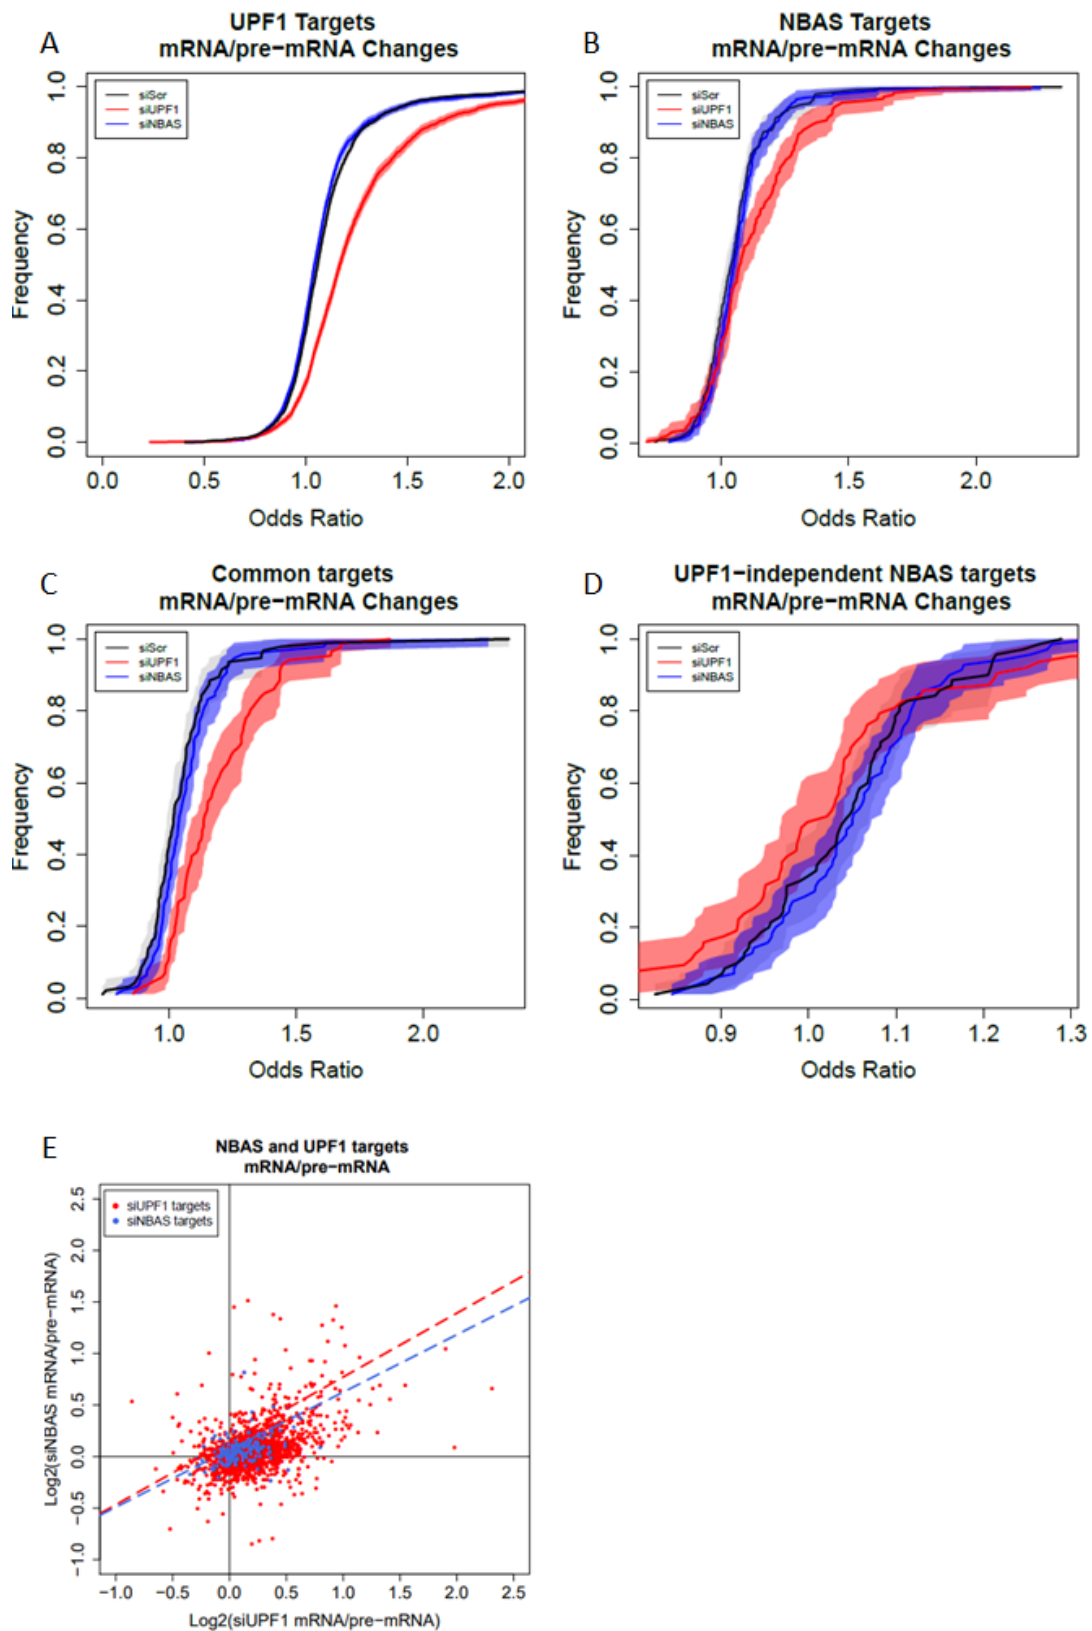 A
UPF1 Targets
mRNA/pre−mRNA Changes
siScr
siUPF1
siNBAS
Frequency
0.0 0.2 0.4 0.6 0.8 1.0
0.0 0.5 1.0 1.5 2.0
Odds Ratio
B
NBAS Targets
mRNA/pre−mRNA Changes
siScr
siUPF1
siNBAS
Frequency
0.0 0.2 0.4 0.6 0.8 1.0
1.0 1.5 2.0
Odds Ratio
C
Common targets
mRNA/pre−mRNA Changes
siScr
siUPF1
siNBAS
Frequency
0.0 0.2 0.4 0.6 0.8 1.0
1.0 1.5 2.0
Odds Ratio
D
UPF1−independent NBAS targets
mRNA/pre−mRNA Changes
siScr
siUPF1
siNBAS
Frequency
0.0 0.2 0.4 0.6 0.8 1.0
0.9 1.0 1.1 1.2 1.3
Odds Ratio
E
NBAS and UPF1 targets
mRNA/pre−mRNA
siUPF1 targets
siNBAS targets
Log2(siNBAS mRNA/pre−mRNA)
−1.0 −0.5 0.0 0.5 1.0 1.5 2.0 2.5
−1.0 −0.5 0.0 0.5 1.0 1.5 2.0 2.5
Log2(siUPF1 mRNA/pre−mRNA)